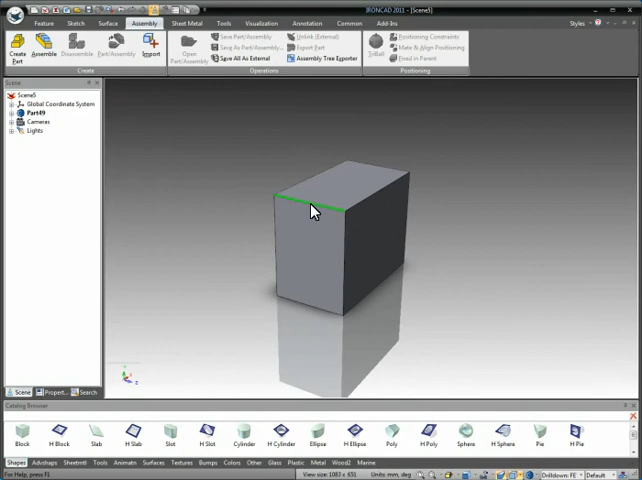 IRONCAD 2011 - [Scene5]
Feature Sketch Surface Assembly Sheet Metal Tools Visualization Annotation Common Add-Ins Styles
Create Part Assemble Disassemble Part/Assembly Import
Open Part/Assembly
Save Part/Assembly...
Save As Part/Assembly...
Save All As External
Unlink (External)
Export Part
Assembly Tree Exporter
TriBall
Positioning Constraints
Mate & Align Positioning
Fixed in Parent
Create Operations Positioning
Scene
Scene5
Global Coordinate System
Part49
Cameras
Lights
Scene Propert... Search
Catalog Browser
Block H Block Slab H Slab Slot H Slot Cylinder H Cylinder Ellipse H Ellipse Poly H Poly Sphere H Sphere Pie H Pie
Shapes Advshaps Sheetmtl Tools Animatn Surfaces Textures Bumps Colors Other Glass Plastic Metal Wood2 Marine
For Help, press F1 View size: 1083 x 651 Units: mm, deg Drilldown: FE Default